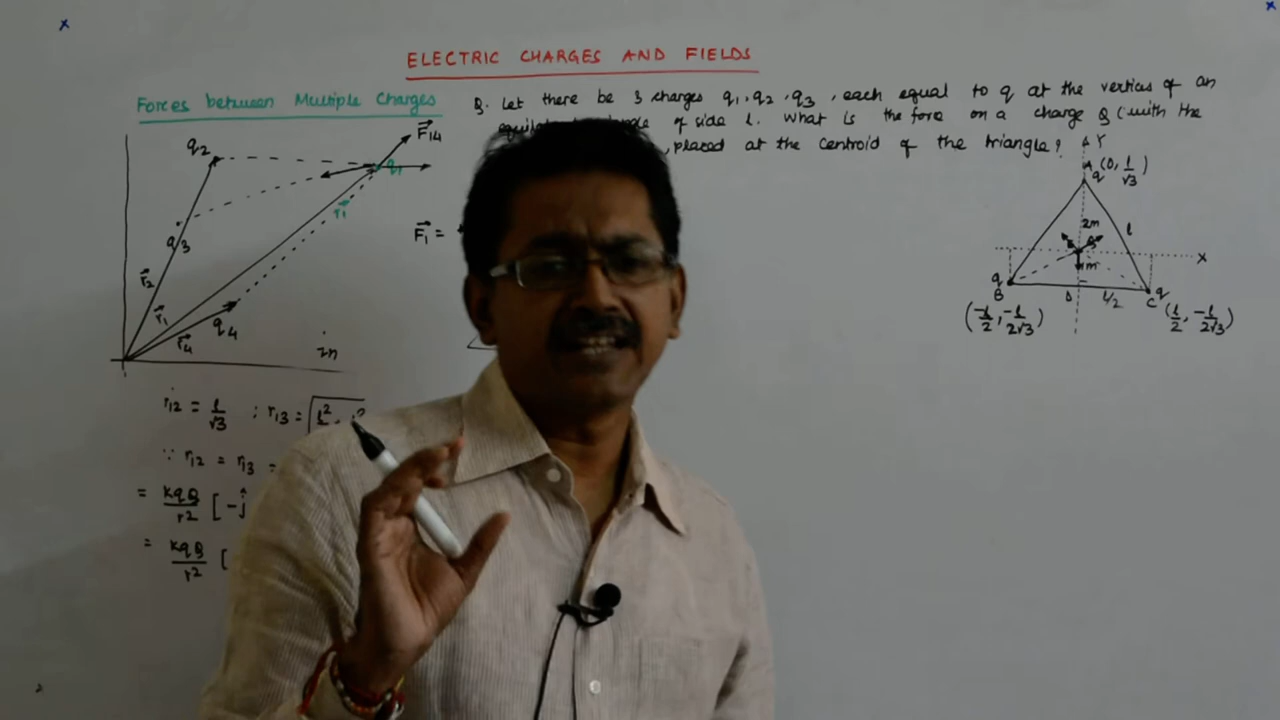 ELECTRIC CHARGES AND FIELDS
Forces between Multiple Charges
q2
F14
q1
r1
q3
r2
r1
q4
r4
F1 =
r12 = l/√3 ; r13 =
∵ r12 = r13 =
= kqQ/r² [ -ĵ
= kqQ/r² [
Q. Let there be 3 charges q1, q2, q3, each equal to q at the vertices of an
of side l. What is the force on a charge Q (with the
, placed at the centroid of the triangle?
Y
A (0, l/√3)
q
2m
l
Q
m
x
q
B
D
l/2
q
C
(-l/2, -l/2√3)
(l/2, -l/2√3)